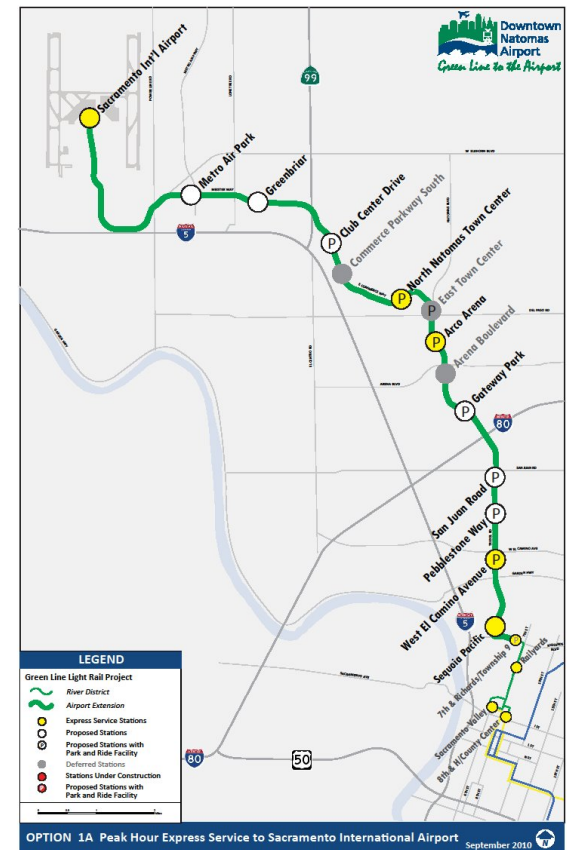 Downtown
Natomas
Airport
Green Line to the Airport
99
Sacramento Int'l Airport
Metro Air Park
Greenbriar
5
Club Center Drive
Commerce Parkway South
North Natomas Town Center
P
P
East Town Center
P
Arco Arena
P
Arena Boulevard
Gateway Park
P
80
San Juan Road
P
Pebblestone Way
P
West El Camino Avenue
P
5
Sequoia Pacific
7th & Richards/Township 9
P
Railyards
Sacramento Valley
8th & H/County Center
80
50
LEGEND
Green Line Light Rail Project
River District
Airport Extension
Express Service Stations
Proposed Stations
P
Proposed Stations with
Park and Ride Facility
Deferred Stations
Stations Under Construction
P
Proposed Stations with
Park and Ride Facility
OPTION 1A Peak Hour Express Service to Sacramento International Airport
September 2010
N